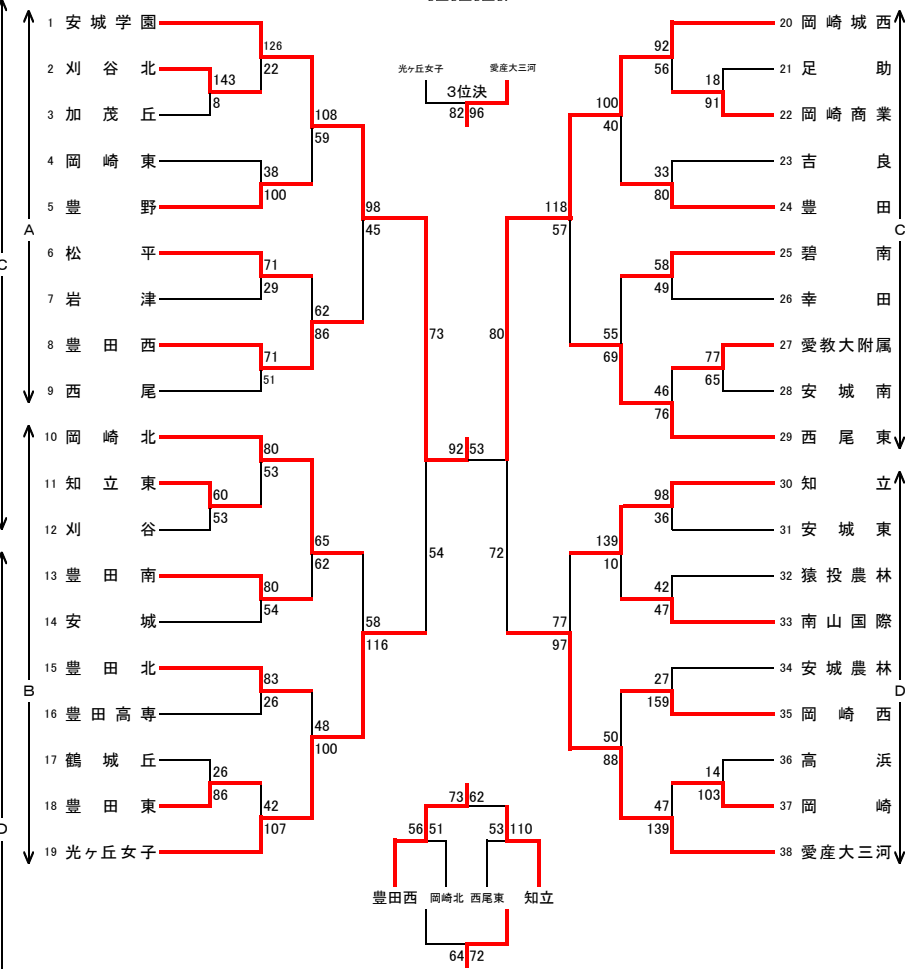 1 安城学園
126
2 刈谷北
143
22
8
3 加茂丘
108
59
4 岡崎東
38
100
5 豊野
98
45
A
6 松平
71
29
7 岩津
62
86
8 豊田西
71
51
9 西尾
73
10 岡崎北
80
53
11 知立東
60
53
12 刈谷
65
62
13 豊田南
80
54
14 安城
54
58
116
15 豊田北
83
26
B
16 豊田高専
48
100
17 鶴城丘
26
86
18 豊田東
42
107
19 光ヶ丘女子
C
D
光ヶ丘女子 愛産大三河
3位決
82 96
92 53
20 岡崎城西
92
56
21 足助
18
91
22 岡崎商業
100
40
23 吉良
33
80
24 豊田
118
57
C
25 碧南
58
49
26 幸田
55
69
27 愛教大附属
77
65
28 安城南
46
76
29 西尾東
80
30 知立
98
36
31 安城東
139
10
32 猿投農林
42
47
33 南山国際
72
77
97
34 安城農林
27
159
D
35 岡崎西
50
88
36 高浜
14
103
37 岡崎
47
139
38 愛産大三河
73 62
56 51 53 110
豊田西 岡崎北 西尾東 知立
64 72